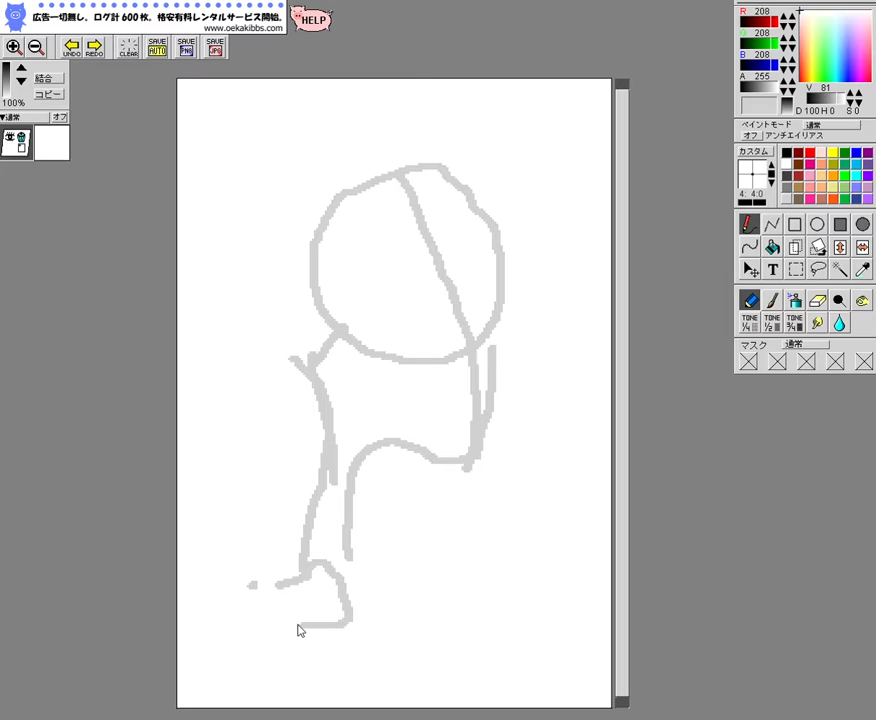 広告一切無し。ログ計600枚。格安有料レンタルサービス開始。
www.oekakibbs.com
HELP
UNDO REDO CLEAR SAVE AUTO SAVE PNG SAVE JPG
結合
コピー
100%
▼通常 オフ
R 208
G 208
B 208
A 255
V 81
D100 H0 S0
ペイントモード 通常
オフ アンチエイリアス
カスタム
4: 4:0
T
TONE 1/4 TONE 1/2 TONE 3/4
マスク 通常